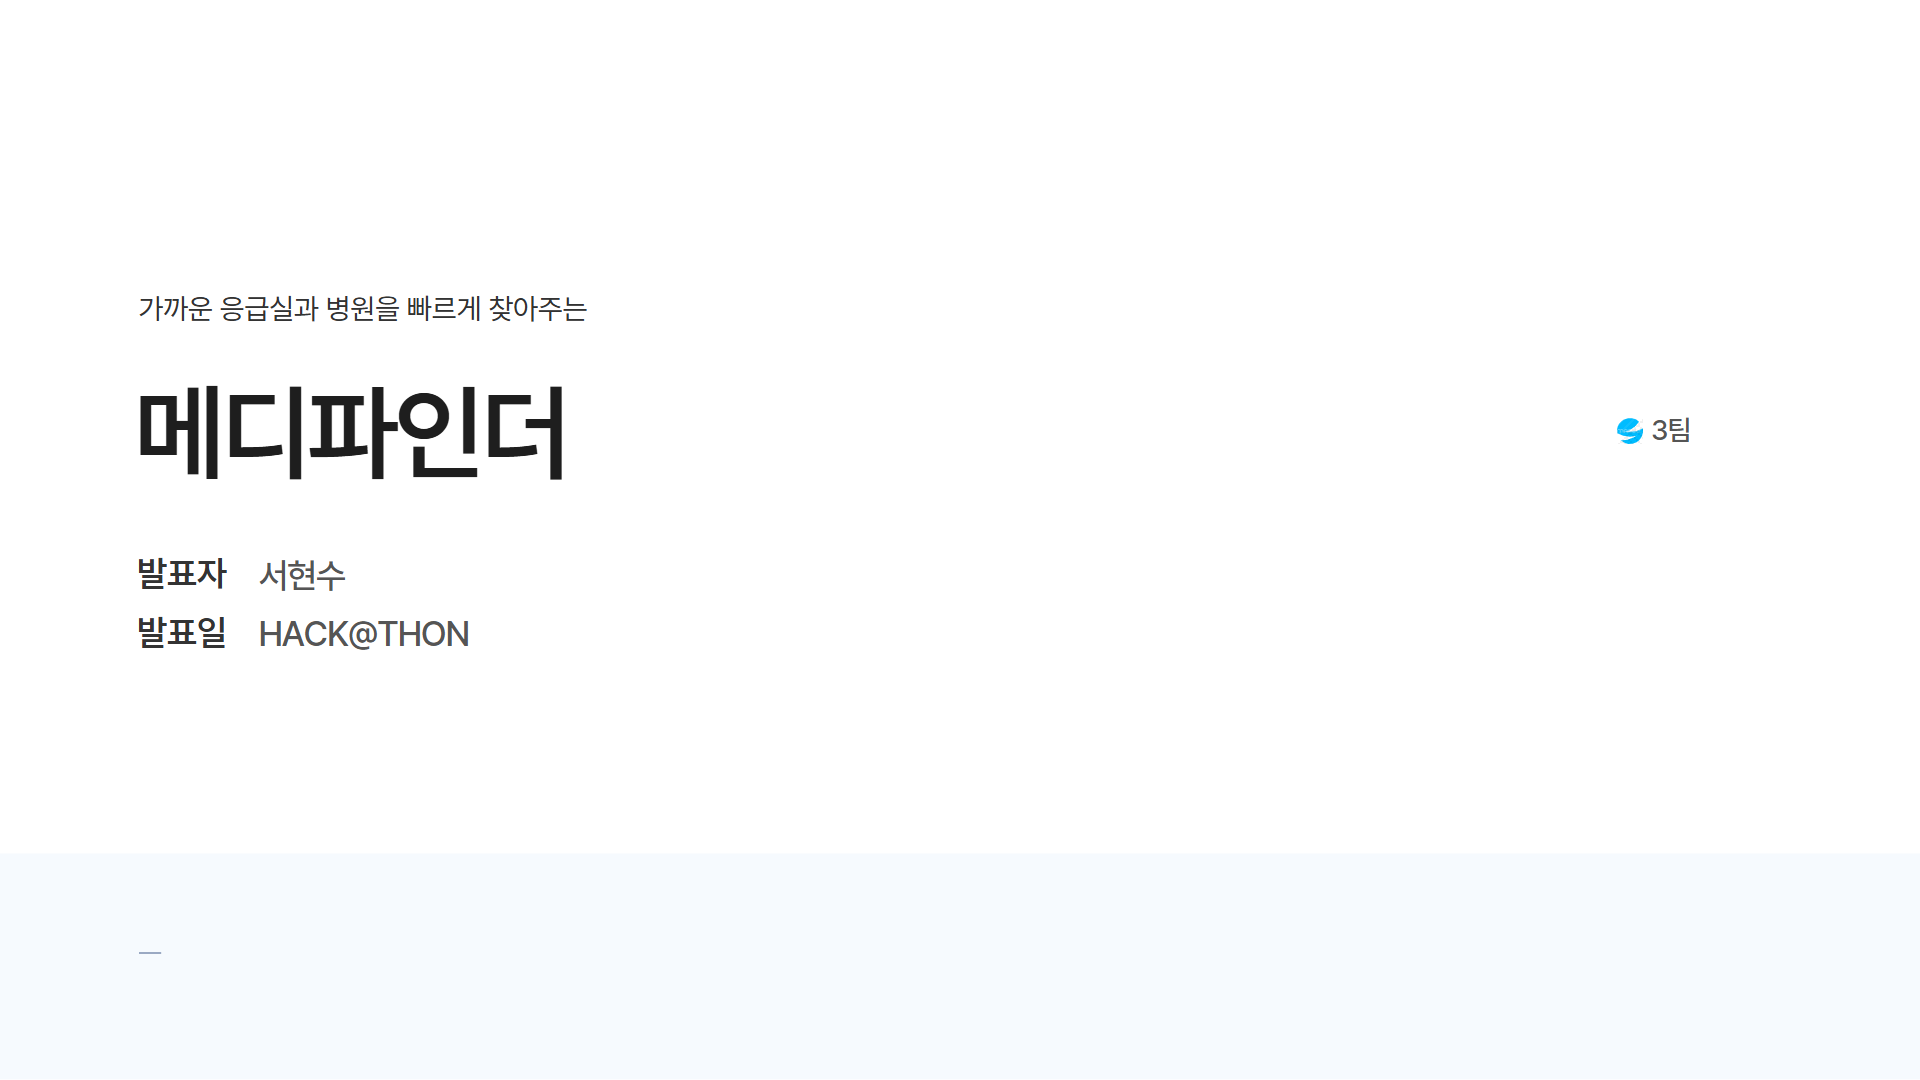 가까운 응급실과 병원을 빠르게 찾아주는
메디파인더
3팀
발표자 서현수
발표일 HACK@THON
—